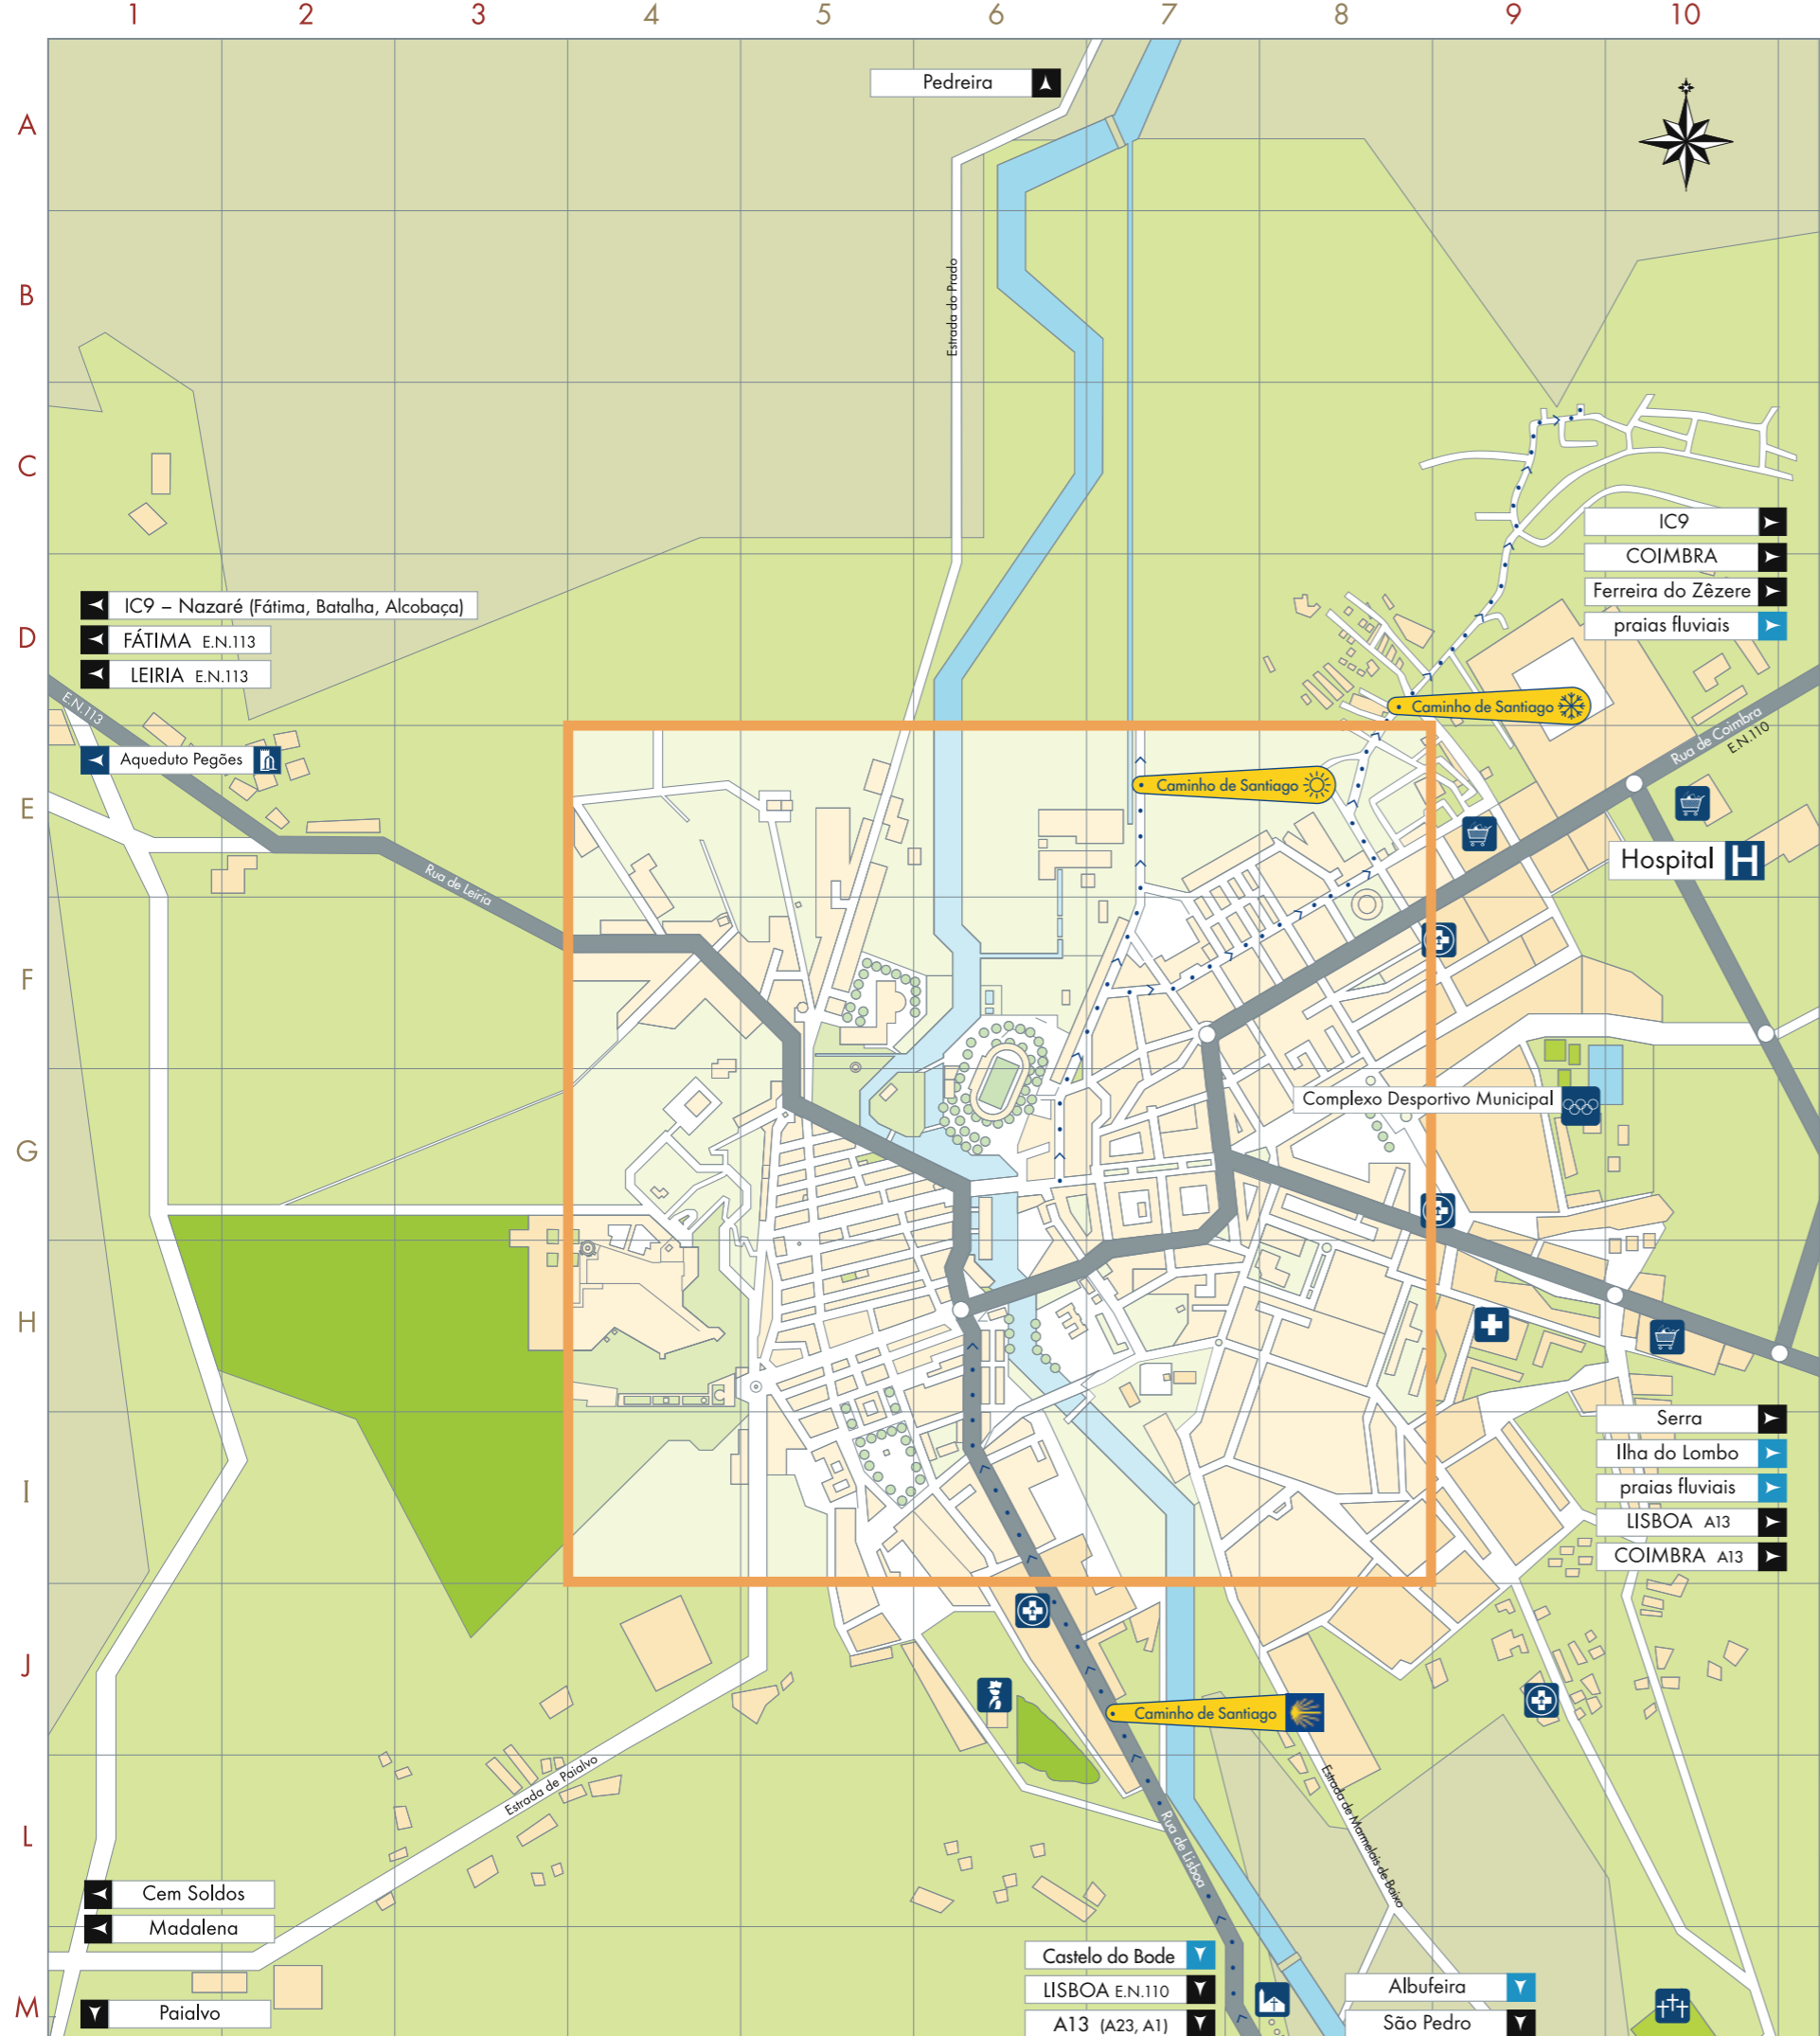 1 2 3 4 5 6 7 8 9 10
Pedreira
A
B
Estrada do Prado
C
IC9
COIMBRA
Ferreira do Zêzere
praias fluviais
D
IC9 – Nazaré (Fátima, Batalha, Alcobaça)
FÁTIMA E.N.113
LEIRIA E.N.113
E.N.113
Caminho de Santiago
Rua de Coimbra
E.N.110
Aqueduto Pegões
Caminho de Santiago
E
Hospital H
Rua de Leiria
F
Complexo Desportivo Municipal
G
H
Serra
Ilha do Lombo
praias fluviais
LISBOA A13
COIMBRA A13
I
J
Caminho de Santiago
Estrada de Paialvo
Estrada de Marmelais de Baixo
Rua de Lisboa
L
Cem Soldos
Madalena
Castelo do Bode
LISBOA E.N.110
A13 (A23, A1)
Albufeira
São Pedro
M
Paialvo